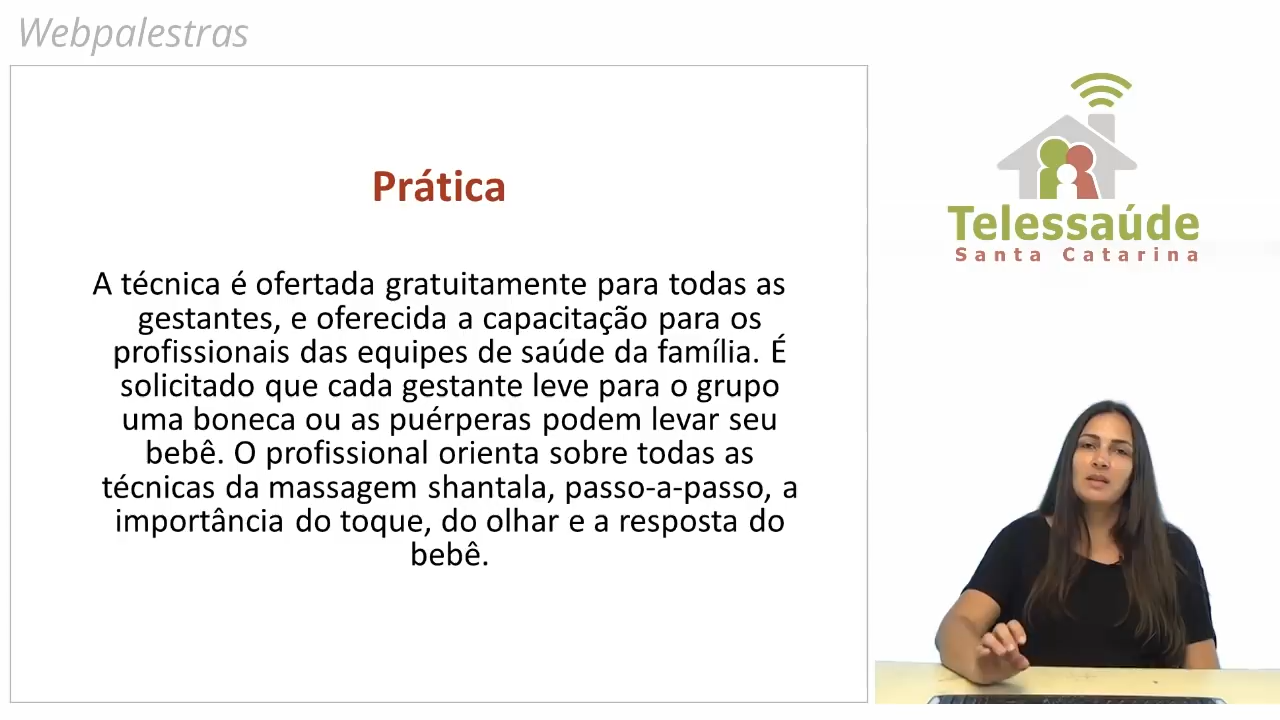 Webpalestras
Prática
A técnica é ofertada gratuitamente para todas as
gestantes, e oferecida a capacitação para os
profissionais das equipes de saúde da família. É
solicitado que cada gestante leve para o grupo
uma boneca ou as puérperas podem levar seu
bebê. O profissional orienta sobre todas as
técnicas da massagem shantala, passo-a-passo, a
importância do toque, do olhar e a resposta do
bebê.
Telessaúde
Santa Catarina